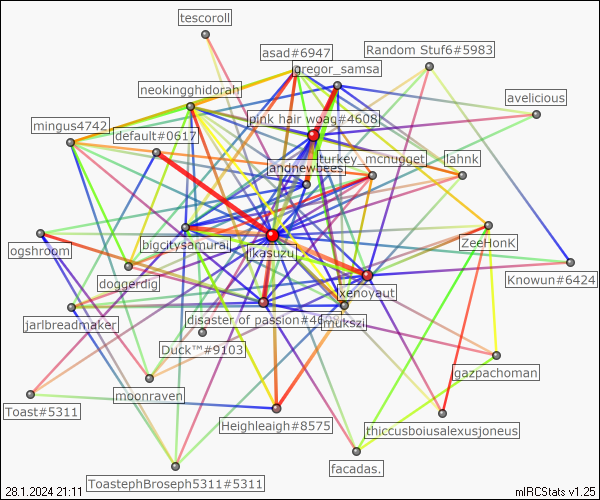 tescoroll
asad#6947
Random Stuf6#5983
gregor_samsa
neokingghidorah
avelicious
pink hair woag#4608
mingus4742
default#0617
turkey_mcnugget
lahnk
andnewbees
ogshroom
bigcitysamurai
ZeeHonK
jkasuzu
doggerdig
Knowun#6424
xenoyaut
jarlbreadmaker
disaster of passion#46
mukszi
Duck™#9103
gazpachoman
moonraven
Toast#5311
Heighleaigh#8575
thiccusboiusalexusjoneus
facadas.
ToastephBroseph5311#5311
28.1.2024 21:11
mIRCStats v1.25